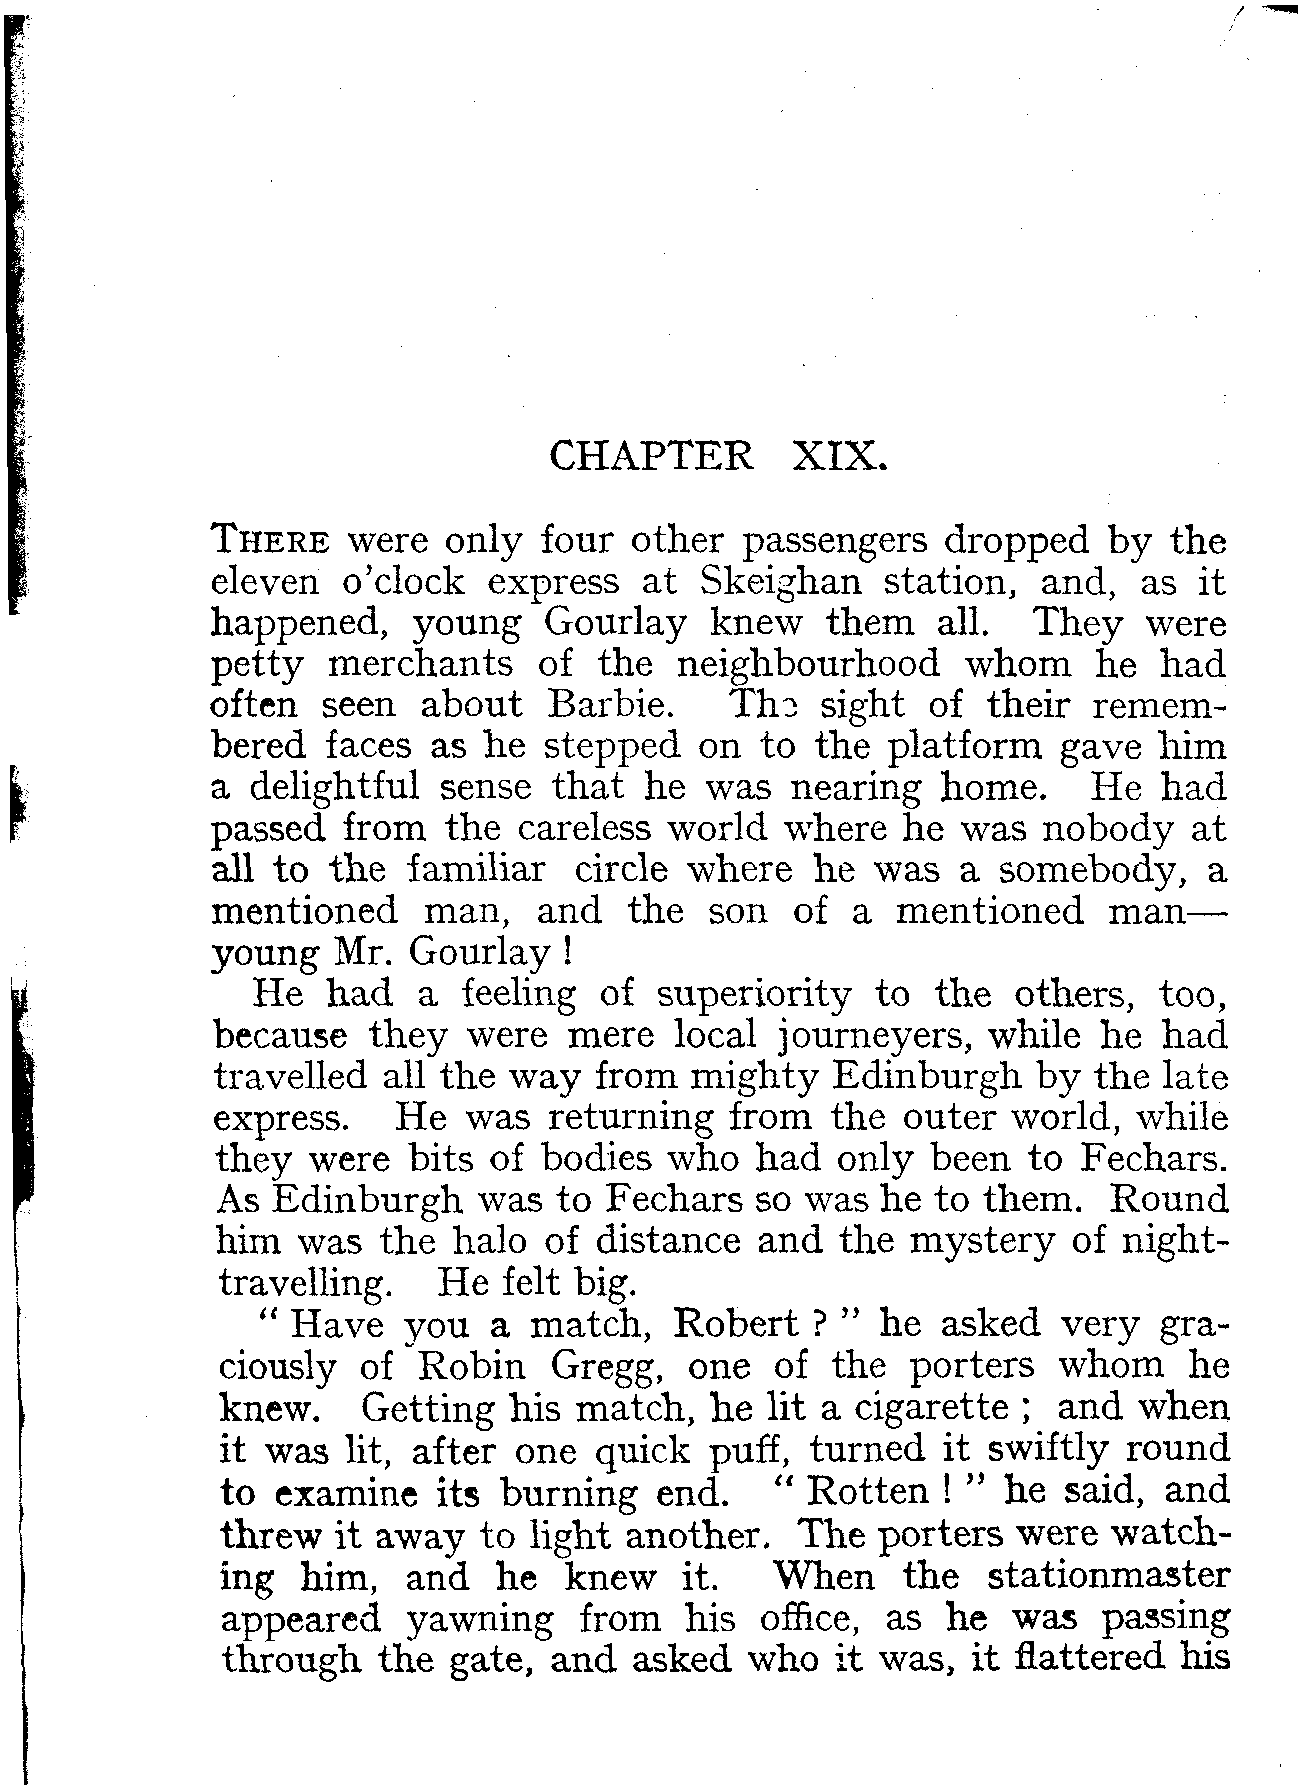 CHAPTER XIX.
THERE were only four other passengers dropped by the
eleven o'clock express at Skeighan station, and, as it
happened, young Gourlay knew them all. They were
petty merchants of the neighbourhood whom he had
often seen about Barbie. The sight of their remem-
bered faces as he stepped on to the platform gave him
a delightful sense that he was nearing home. He had
passed from the careless world where he was nobody at
all to the familiar circle where he was a somebody, a
mentioned man, and the son of a mentioned man—
young Mr. Gourlay !
He had a feeling of superiority to the others, too,
because they were mere local journeyers, while he had
travelled all the way from mighty Edinburgh by the late
express. He was returning from the outer world, while
they were bits of bodies who had only been to Fechars.
As Edinburgh was to Fechars so was he to them. Round
him was the halo of distance and the mystery of night-
travelling. He felt big.
" Have you a match, Robert ? " he asked very gra-
ciously of Robin Gregg, one of the porters whom he
knew. Getting his match, he lit a cigarette ; and when
it was lit, after one quick puff, turned it swiftly round
to examine its burning end. " Rotten ! " he said, and
threw it away to light another. The porters were watch-
ing him, and he knew it. When the stationmaster
appeared yawning from his office, as he was passing
through the gate, and asked who it was, it flattered his